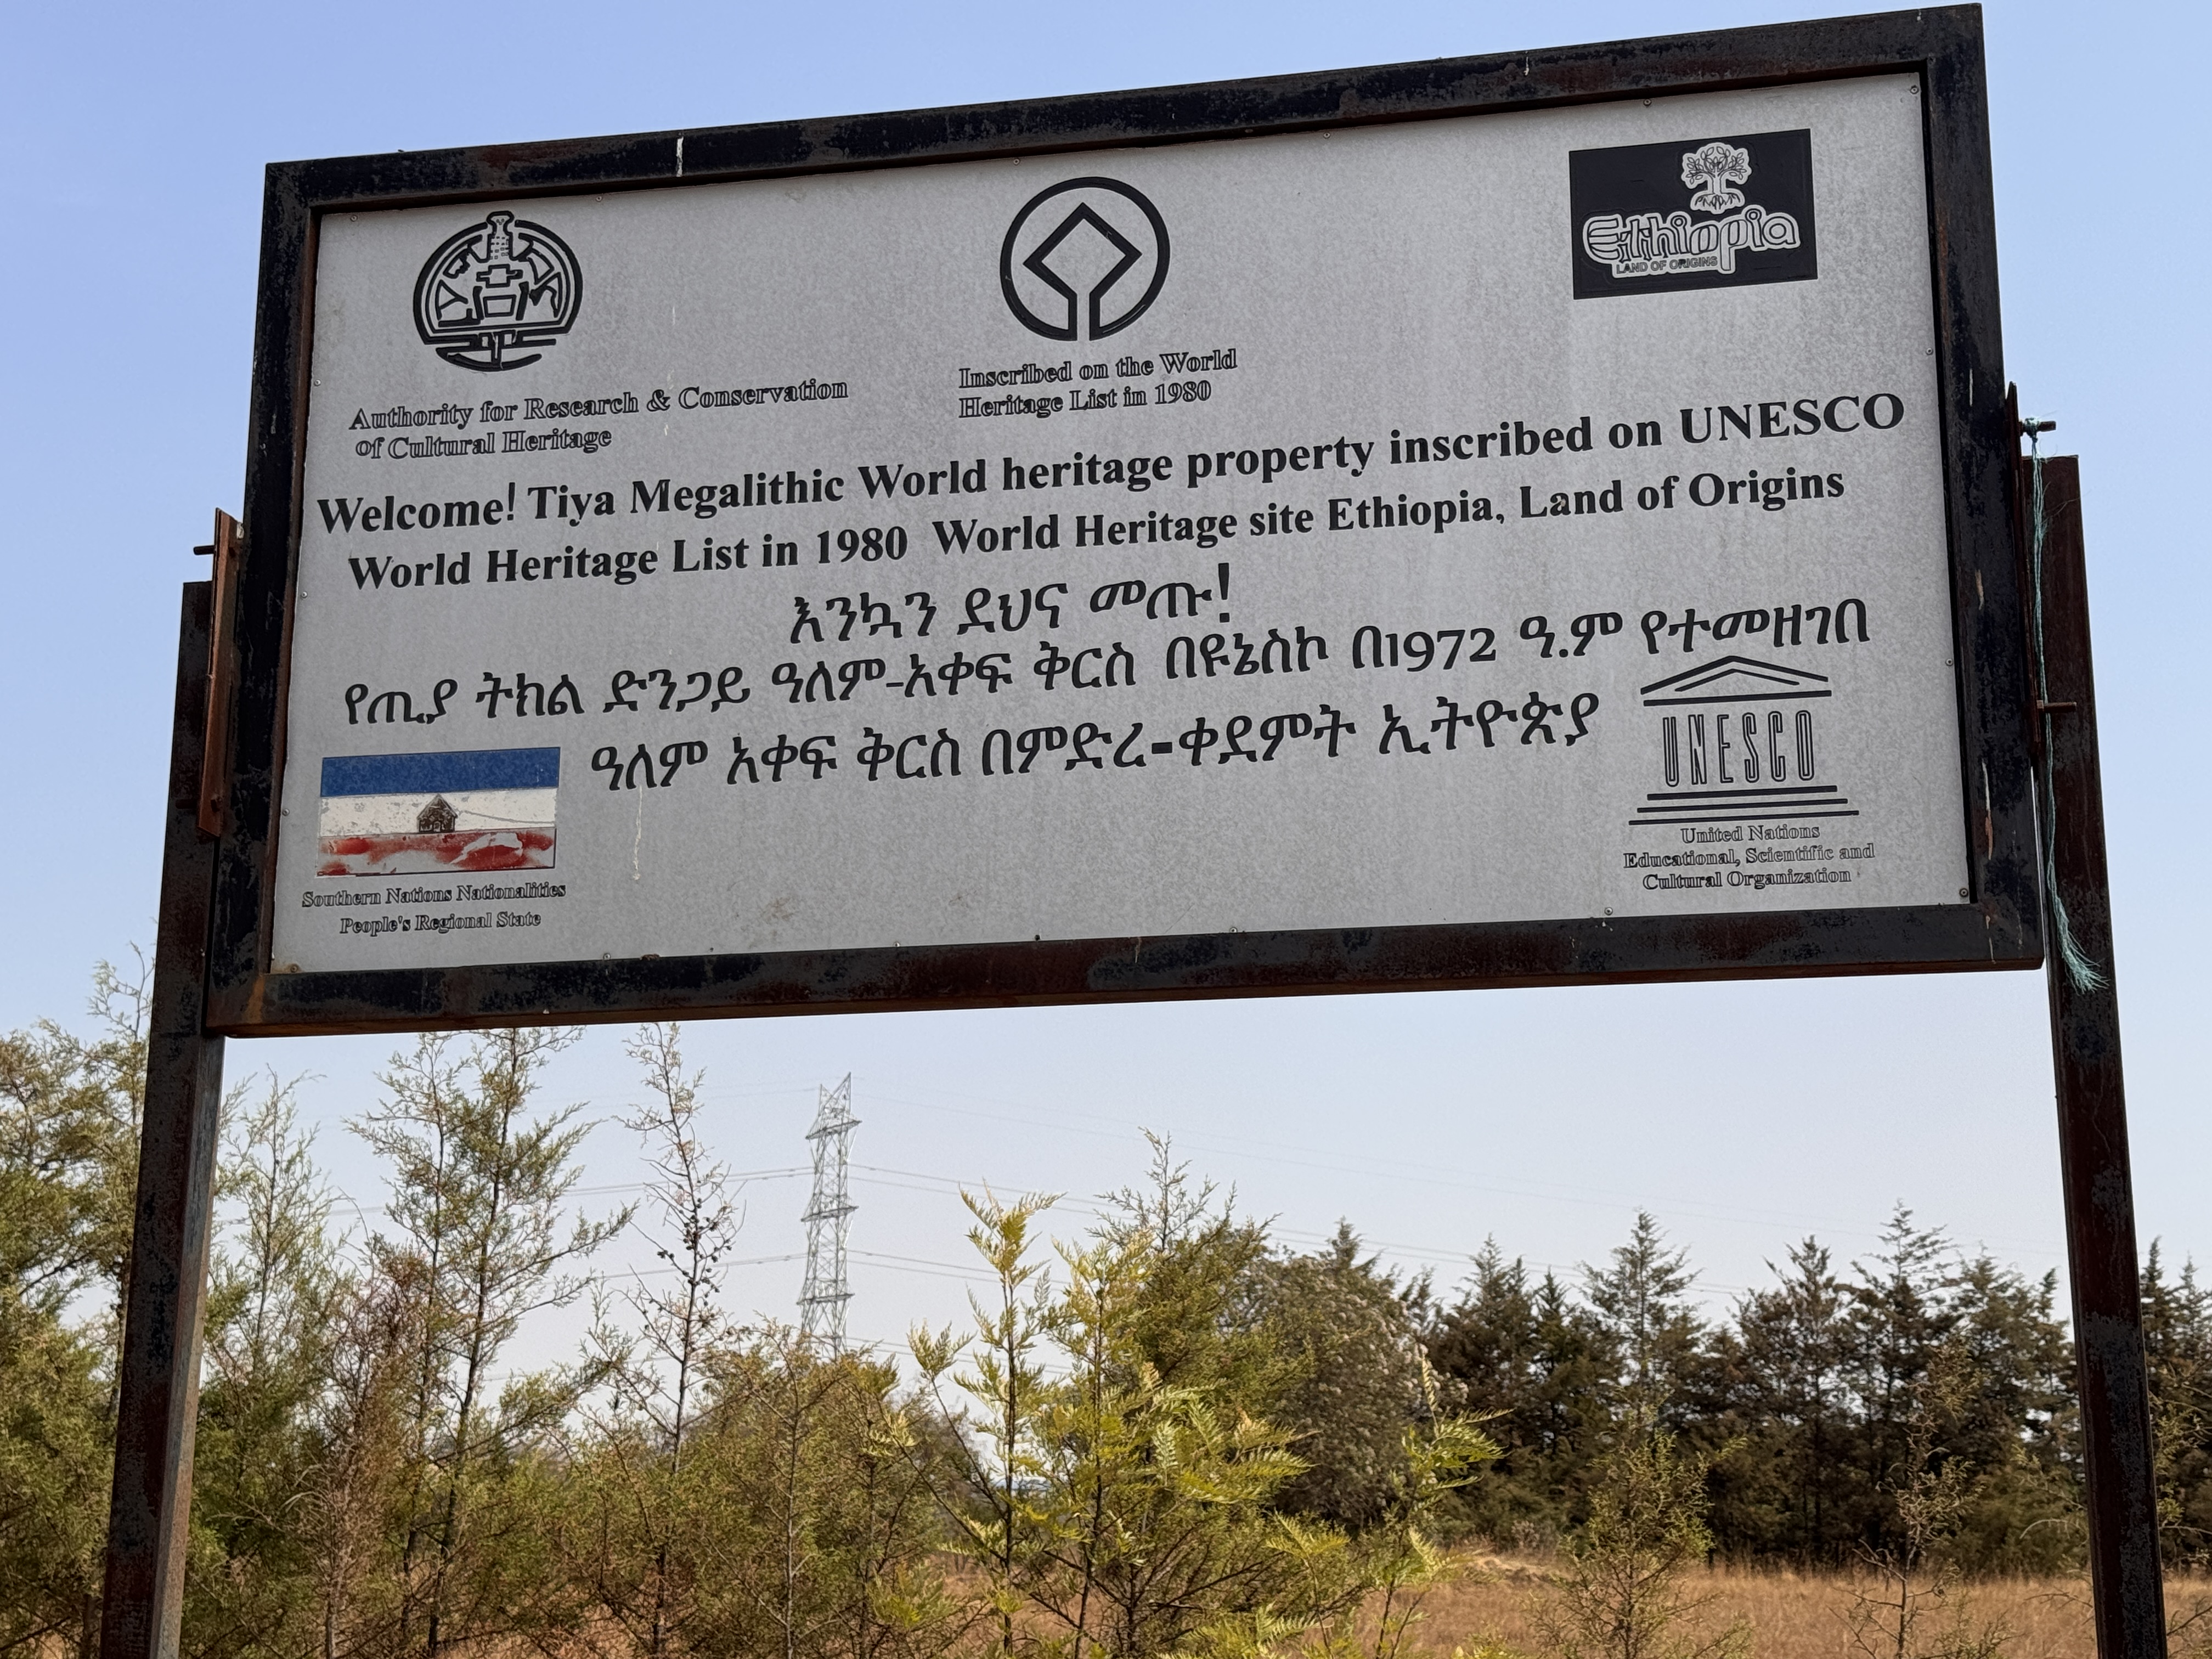 Ethiopia
LAND OF ORIGINS
Authority for Research & Conservation
of Cultural Heritage
Inscribed on the World
Heritage List in 1980
Welcome! Tiya Megalithic World heritage property inscribed on UNESCO
World Heritage List in 1980 World Heritage site Ethiopia, Land of Origins
እንኳን ደህና መጡ!
የጢያ ትክል ድንጋይ ዓለም-አቀፍ ቅርስ በዩኔስኮ በ1972 ዓ.ም የተመዘገበ
ዓለም አቀፍ ቅርስ በምድረ-ቀደምት ኢትዮጵያ
UNESCO
United Nations
Educational, Scientific and
Cultural Organization
Southern Nations Nationalities
People's Regional State